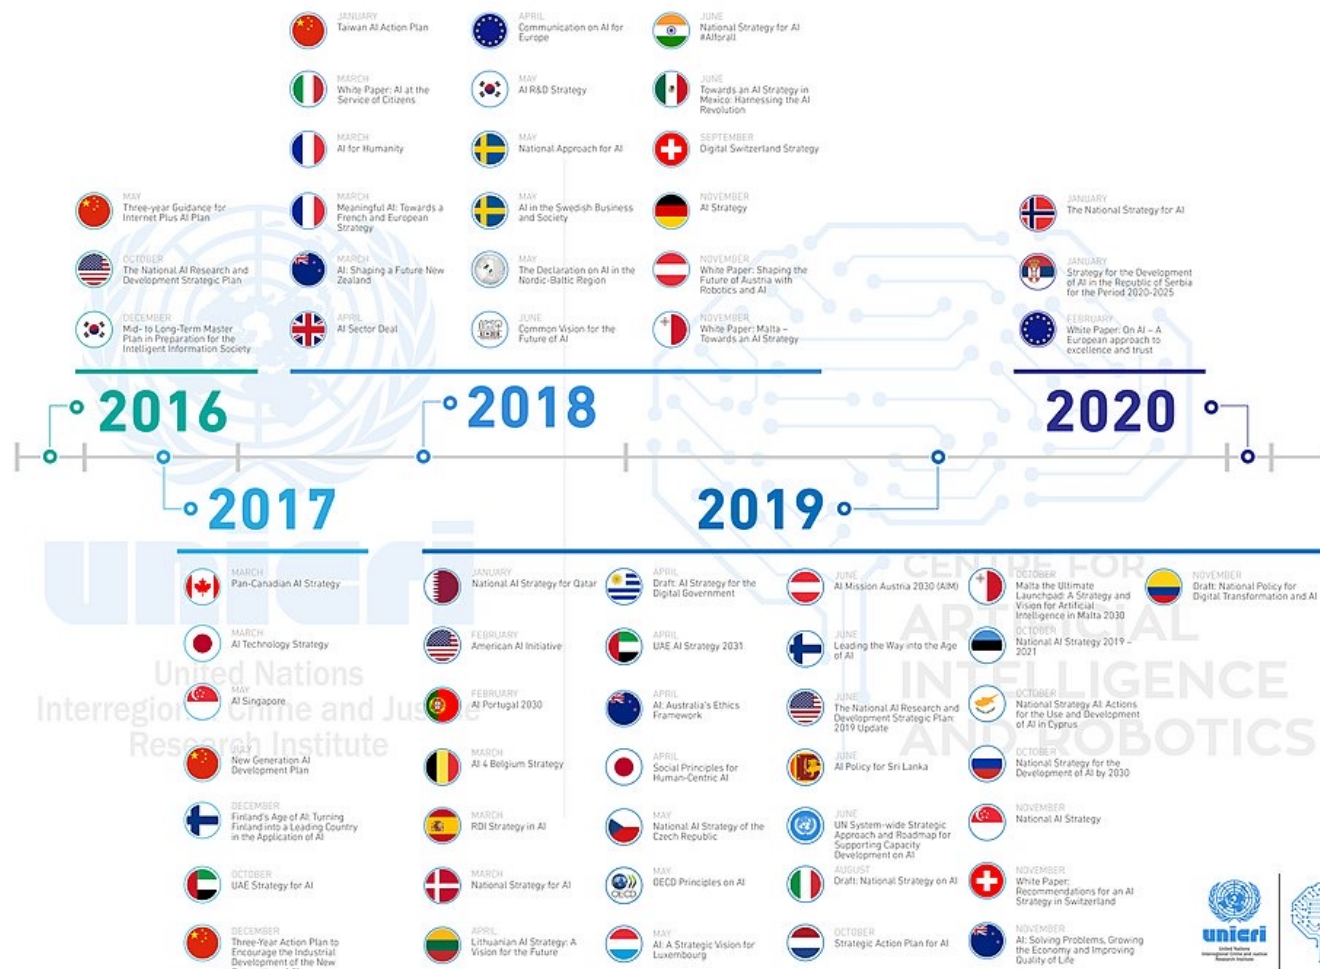 JANUARY
Taiwan AI Action Plan
MARCH
White Paper: AI at the
Service of Citizens
MARCH
AI for Humanity
MARCH
Meaningful AI: Towards a
French and European
Strategy
MARCH
AI: Shaping a Future New
Zealand
APRIL
AI Sector Deal
APRIL
Communication on AI for
Europe
MAY
AI R&D Strategy
MAY
National Approach for AI
MAY
AI in the Swedish Business
and Society
MAY
The Declaration on AI in the
Nordic-Baltic Region
JUNE
Common Vision for the
Future of AI
JUNE
National Strategy for AI
#AIforall
JUNE
Towards an AI Strategy in
Mexico: Harnessing the AI
Revolution
SEPTEMBER
Digital Switzerland Strategy
NOVEMBER
AI Strategy
NOVEMBER
White Paper: Shaping the
Future of Austria with
Robotics and AI
NOVEMBER
White Paper: Malta –
Towards an AI Strategy
MAY
Three-year Guidance for
Internet Plus AI Plan
OCTOBER
The National AI Research and
Development Strategic Plan
DECEMBER
Mid- to Long-Term Master
Plan in Preparation for the
Intelligent Information Society
JANUARY
The National Strategy for AI
JANUARY
Strategy for the Development
of AI in the Republic of Serbia
for the Period 2020-2025
FEBRUARY
White Paper: On AI – A
European approach to
excellence and trust
2016
2018
2020
2017
2019
MARCH
Pan-Canadian AI Strategy
MARCH
AI Technology Strategy
MAY
AI Singapore
JULY
New Generation AI
Development Plan
DECEMBER
Finland's Age of AI: Turning
Finland into a Leading Country
in the Application of AI
OCTOBER
UAE Strategy for AI
DECEMBER
Three-Year Action Plan to
Encourage the Industrial
Development of the New
JANUARY
National AI Strategy for Qatar
FEBRUARY
American AI Initiative
FEBRUARY
AI Portugal 2030
MARCH
AI 4 Belgium Strategy
MARCH
RDI Strategy in AI
MARCH
National Strategy for AI
APRIL
Lithuanian AI Strategy: A
Vision for the Future
APRIL
Draft: AI Strategy for the
Digital Government
APRIL
UAE AI Strategy 2031
APRIL
AI: Australia's Ethics
Framework
APRIL
Social Principles for
Human-Centric AI
MAY
National AI Strategy of the
Czech Republic
MAY
OECD Principles on AI
OECD
MAY
AI: A Strategic Vision for
Luxembourg
JUNE
AI Mission Austria 2030 (AIM)
JUNE
Leading the Way into the Age
of AI
JUNE
The National AI Research and
Development Strategic Plan:
2019 Update
JUNE
AI Policy for Sri Lanka
JUNE
UN System-wide Strategic
Approach and Roadmap for
Supporting Capacity
Development on AI
AUGUST
Draft: National Strategy on AI
OCTOBER
Strategic Action Plan for AI
OCTOBER
Malta the Ultimate
Launchpad: A Strategy and
Vision for Artificial
Intelligence in Malta 2030
OCTOBER
National AI Strategy 2019 –
2021
OCTOBER
National Strategy AI: Actions
for the Use and Development
of AI in Cyprus
OCTOBER
National Strategy for the
Development of AI by 2030
NOVEMBER
National AI Strategy
NOVEMBER
White Paper:
Recommendations for an AI
Strategy in Switzerland
NOVEMBER
AI: Solving Problems, Growing
the Economy and Improving
Quality of Life
NOVEMBER
Draft: National Policy for
Digital Transformation and AI
unicri
United Nations
Interregional Crime and Justice
Research Institute
CENTRE FOR
ARTIFICIAL
INTELLIGENCE
AND ROBOTICS
unicri
United Nations
Interregional Crime and Justice
Research Institute